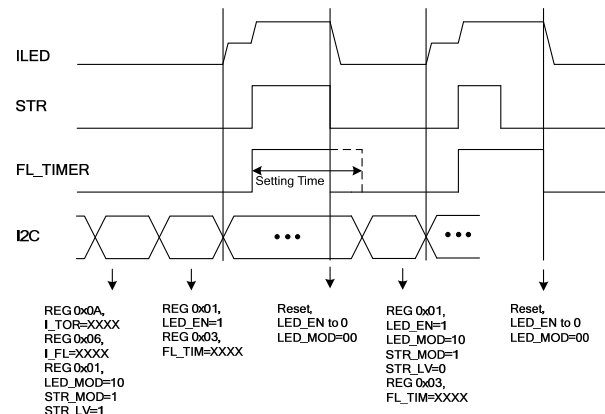 ILED
STR
FL_TIMER
Setting Time
I2C
•••
•••
REG 0x0A,
I_TOR=XXXX
REG 0x06,
I_FL=XXXX
REG 0x01,
LED_MOD=10
STR_MOD=1
STR_LV=1
REG 0x01,
LED_EN=1
REG 0x03,
FL_TIM=XXXX
Reset,
LED_EN to 0
LED_MOD=00
REG 0x01,
LED_EN=1
LED_MOD=10
STR_MOD=1
STR_LV=0
REG 0x03,
FL_TIM=XXXX
Reset,
LED_EN to 0
LED_MOD=00